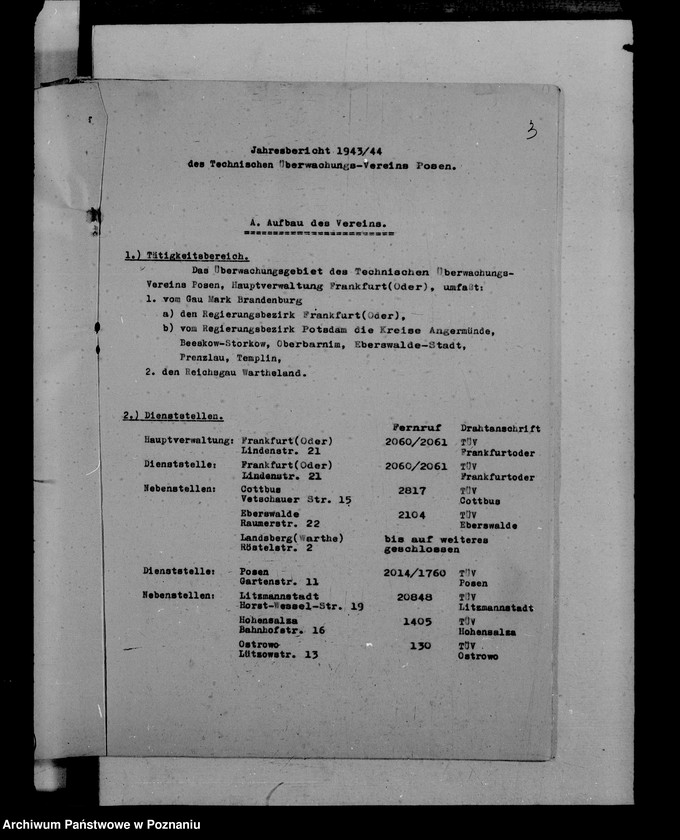 3
Jahresbericht 1943/44
des Technischen Überwachungs-Vereins Posen.
A. Aufbau des Vereins.
1.) Tätigkeitsbereich.
Das Überwachungsgebiet des Technischen Überwachungs-
Vereins Posen, Hauptverwaltung Frankfurt(Oder), umfaßt:
1. vom Gau Mark Brandenburg
a) den Regierungsbezirk Frankfurt(Oder),
b) vom Regierungsbezirk Potsdam die Kreise Angermünde,
Beeskow-Storkow, Oberbarnim, Eberswalde-Stadt,
Prenzlau, Templin,
2. den Reichsgau Wartheland.
2.) Dienststellen.
Fernruf Drahtanschrift
Hauptverwaltung: Frankfurt(Oder) 2060/2061 TÜV
Lindenstr. 21 Frankfurtoder
Dienststelle: Frankfurt(Oder) 2060/2061 TÜV
Lindenstr. 21 Frankfurtoder
Nebenstellen: Cottbus 2817 TÜV
Vetschauer Str. 15 Cottbus
Eberswalde 2104 TÜV
Raumerstr. 22 Eberswalde
Landsberg(Warthe) bis auf weiteres
Röstelstr. 2 geschlossen
Dienststelle: Posen 2014/1760 TÜV
Gartenstr. 11 Posen
Nebenstellen: Litzmannstadt 20848 TÜV
Horst-Wessel-Str. 19 Litzmannstadt
Hohensalza 1405 TÜV
Bahnhofstr. 16 Hohensalza
Ostrowo 130 TÜV
Lützowstr. 13 Ostrowo
Archiwum Państwowe w Poznaniu